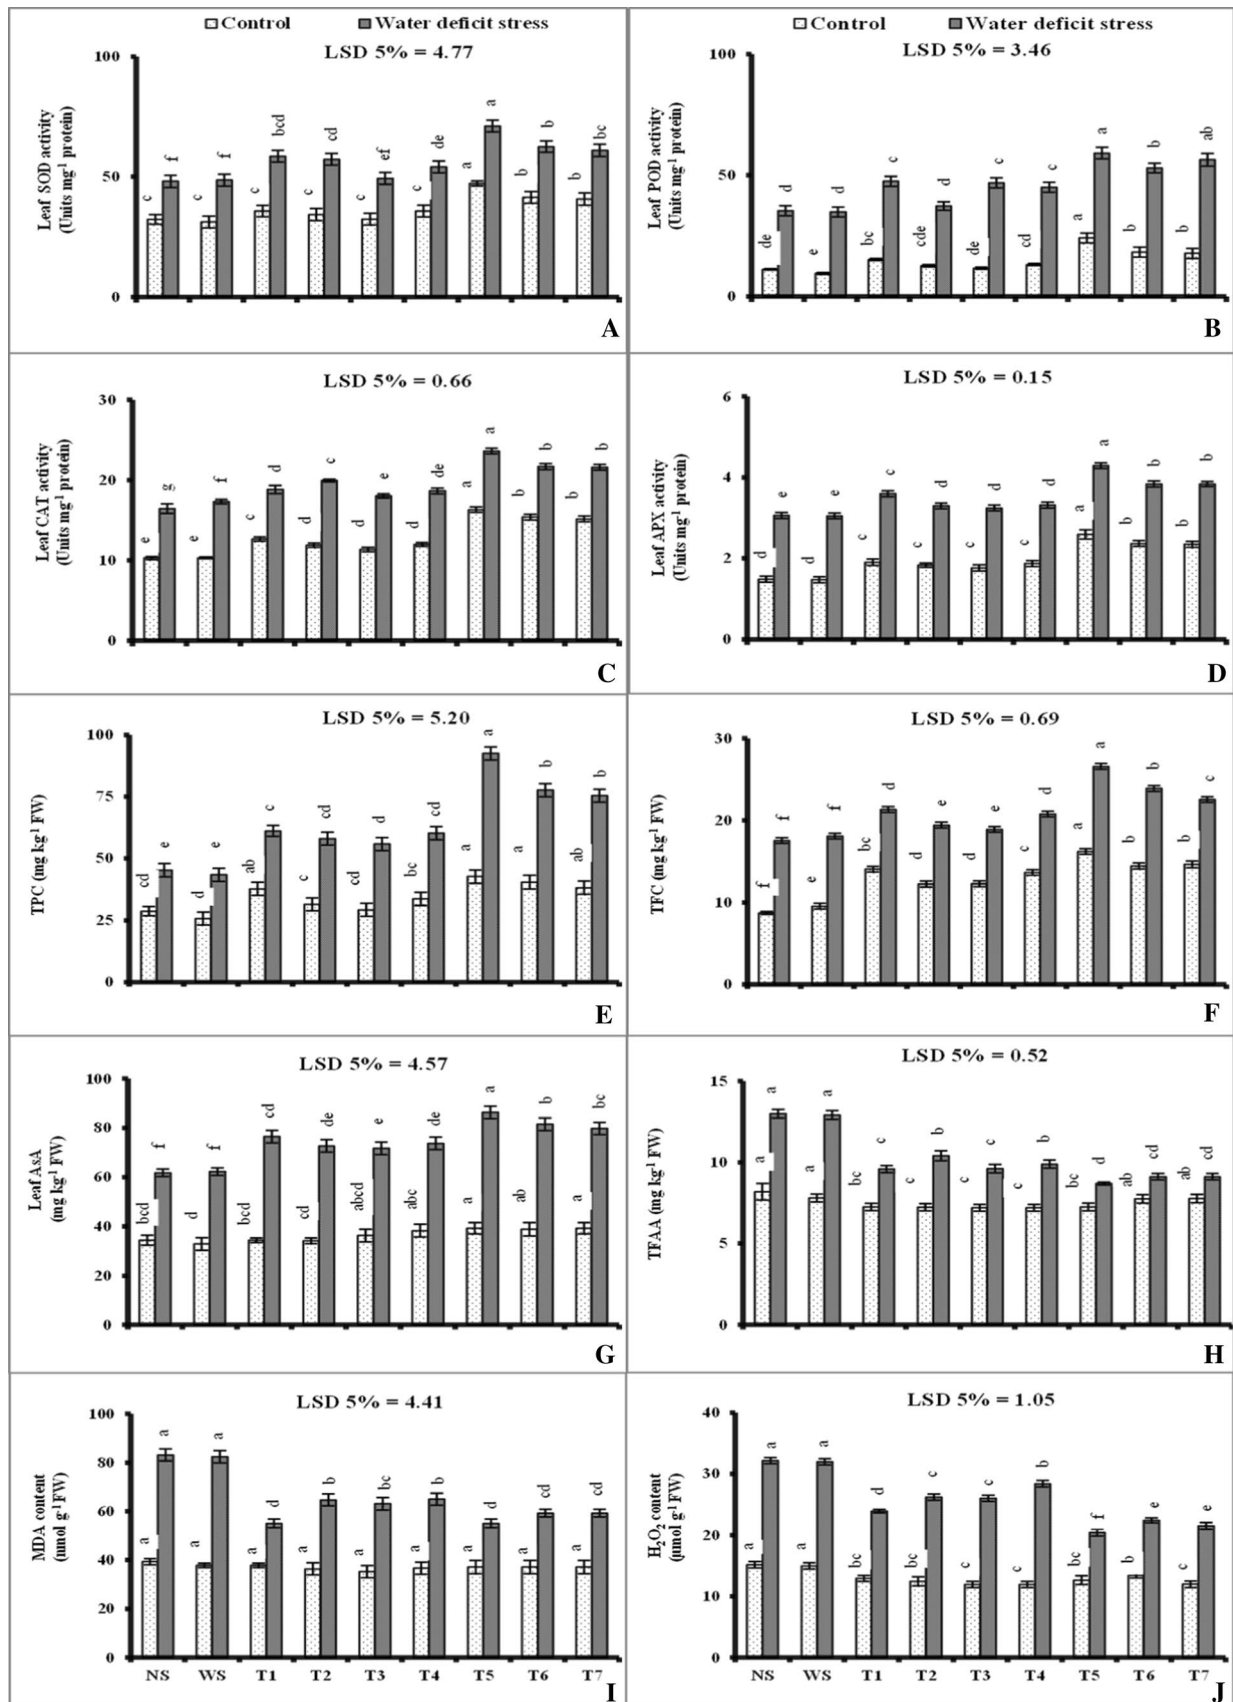 Control Water deficit stress
LSD 5% = 4.77
100
50
0
Leaf SOD activity
(Units mg-1 protein)
c f c f c bcd c cd c ef c de a a b b b bc
A
Control Water deficit stress
LSD 5% = 3.46
100
50
0
Leaf POD activity
(Units mg-1 protein)
de d e d bc c cde d de c cd c a a b b b ab
B
LSD 5% = 0.66
30
20
10
0
Leaf CAT activity
(Units mg-1 protein)
e g e f c d d c d e d de a a b b b b
C
LSD 5% = 0.15
6
4
2
0
Leaf APX activity
(Units mg-1 protein)
d e d e c c c d c d c d a a b b b b
D
LSD 5% = 5.20
100
75
50
25
0
TPC (mg kg-1 FW)
cd e d e ab c c cd cd d bc cd a a a b ab b
E
LSD 5% = 0.69
30
20
10
0
TFC (mg kg-1 FW)
f f e f bc d d e d e c d a a b b b c
F
LSD 5% = 4.57
100
80
60
40
20
0
Leaf AsA
(mg kg-1 FW)
bcd f d f bcd cd cd de abcd e abc de a a ab b a bc
G
LSD 5% = 0.52
15
10
5
0
TFAA (mg kg-1 FW)
a a a a bc c c b c c c b bc d ab cd ab cd
H
LSD 5% = 4.41
100
80
60
40
20
0
MDA content
(nmol g-1 FW)
a a a a a d a b a bc a b a d a cd a cd
NS WS T1 T2 T3 T4 T5 T6 T7
I
LSD 5% = 1.05
40
30
20
10
0
H2O2 content
(µmol g-1 FW)
a a a a bc d bc c c c c b bc f b e c e
NS WS T1 T2 T3 T4 T5 T6 T7
J